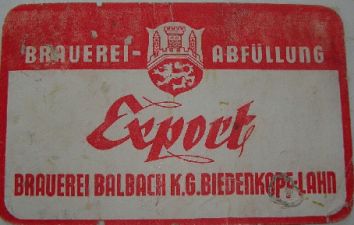 BRAUEREI-ABFÜLLUNG
Export
BRAUEREI BALBACH K.G. BIEDENKOPF-LAHN